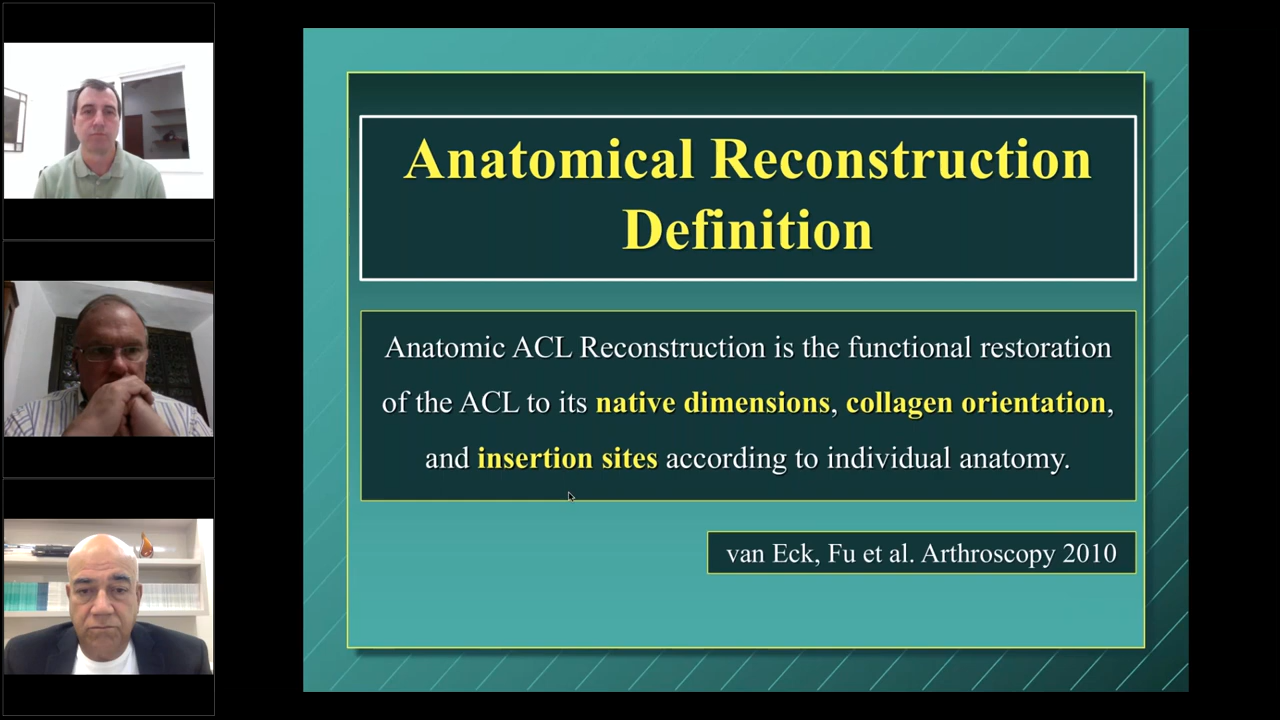 Anatomical Reconstruction
Definition
Anatomic ACL Reconstruction is the functional restoration
of the ACL to its native dimensions, collagen orientation,
and insertion sites according to individual anatomy.
van Eck, Fu et al. Arthroscopy 2010